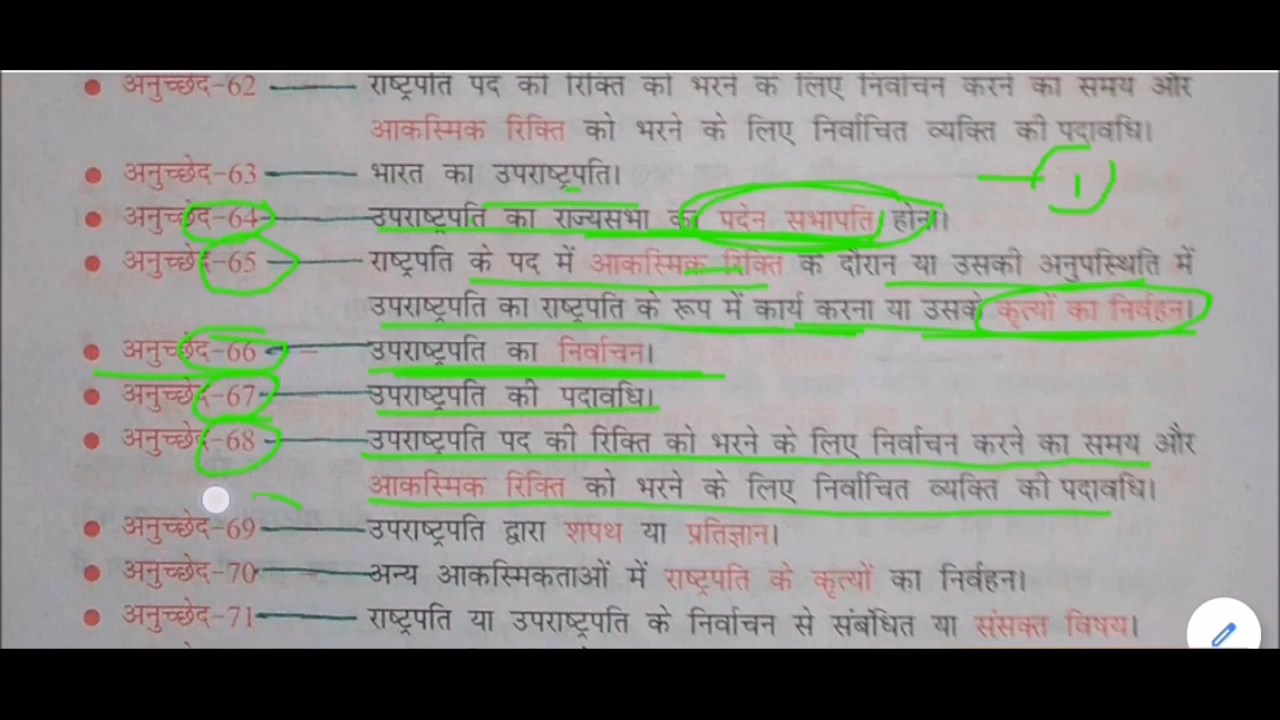 • अनुच्छेद-62 —— राष्ट्रपति पद की रिक्ति को भरने के लिए निर्वाचन करने का समय और
आकस्मिक रिक्ति को भरने के लिए निर्वाचित व्यक्ति की पदावधि।
• अनुच्छेद-63 —— भारत का उपराष्ट्रपति। 1
• अनुच्छेद-64 —— उपराष्ट्रपति का राज्यसभा का पदेन सभापति होना।
• अनुच्छेद-65 —— राष्ट्रपति के पद में आकस्मिक रिक्ति के दौरान या उसकी अनुपस्थिति में
उपराष्ट्रपति का राष्ट्रपति के रूप में कार्य करना या उसके कृत्यों का निर्वहन।
• अनुच्छेद-66 —— उपराष्ट्रपति का निर्वाचन।
• अनुच्छेद-67 —— उपराष्ट्रपति की पदावधि।
• अनुच्छेद-68 —— उपराष्ट्रपति पद की रिक्ति को भरने के लिए निर्वाचन करने का समय और
आकस्मिक रिक्ति को भरने के लिए निर्वाचित व्यक्ति की पदावधि।
• अनुच्छेद-69 —— उपराष्ट्रपति द्वारा शपथ या प्रतिज्ञान।
• अनुच्छेद-70 —— अन्य आकस्मिकताओं में राष्ट्रपति के कृत्यों का निर्वहन।
• अनुच्छेद-71 —— राष्ट्रपति या उपराष्ट्रपति के निर्वाचन से संबंधित या संसक्त विषय।